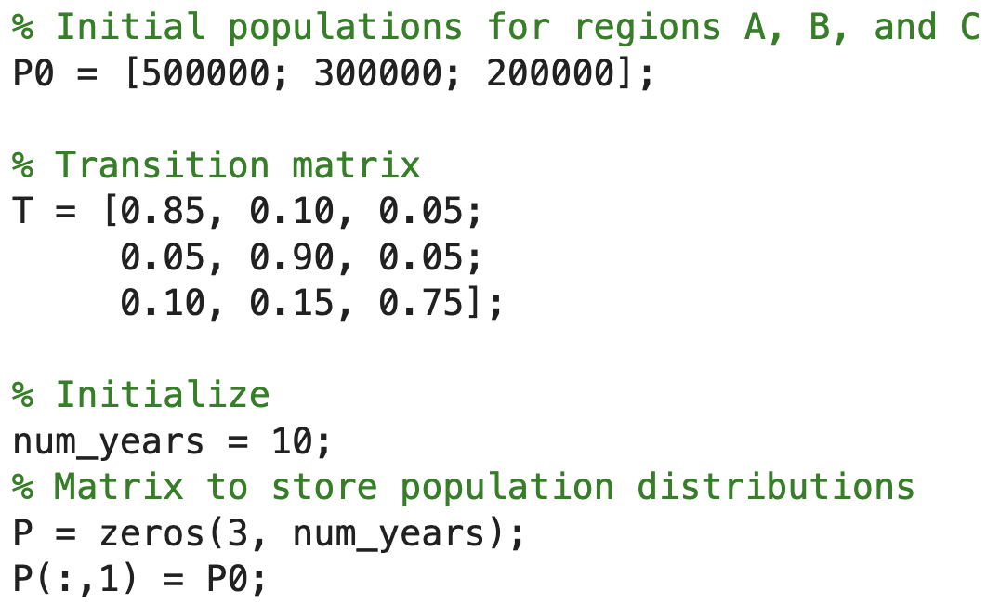 % Initial populations for regions A, B, and C
P0 = [500000; 300000; 200000];
% Transition matrix
T = [0.85, 0.10, 0.05;
0.05, 0.90, 0.05;
0.10, 0.15, 0.75];
% Initialize
num_years = 10;
% Matrix to store population distributions
P = zeros(3, num_years);
P(:,1) = P0;